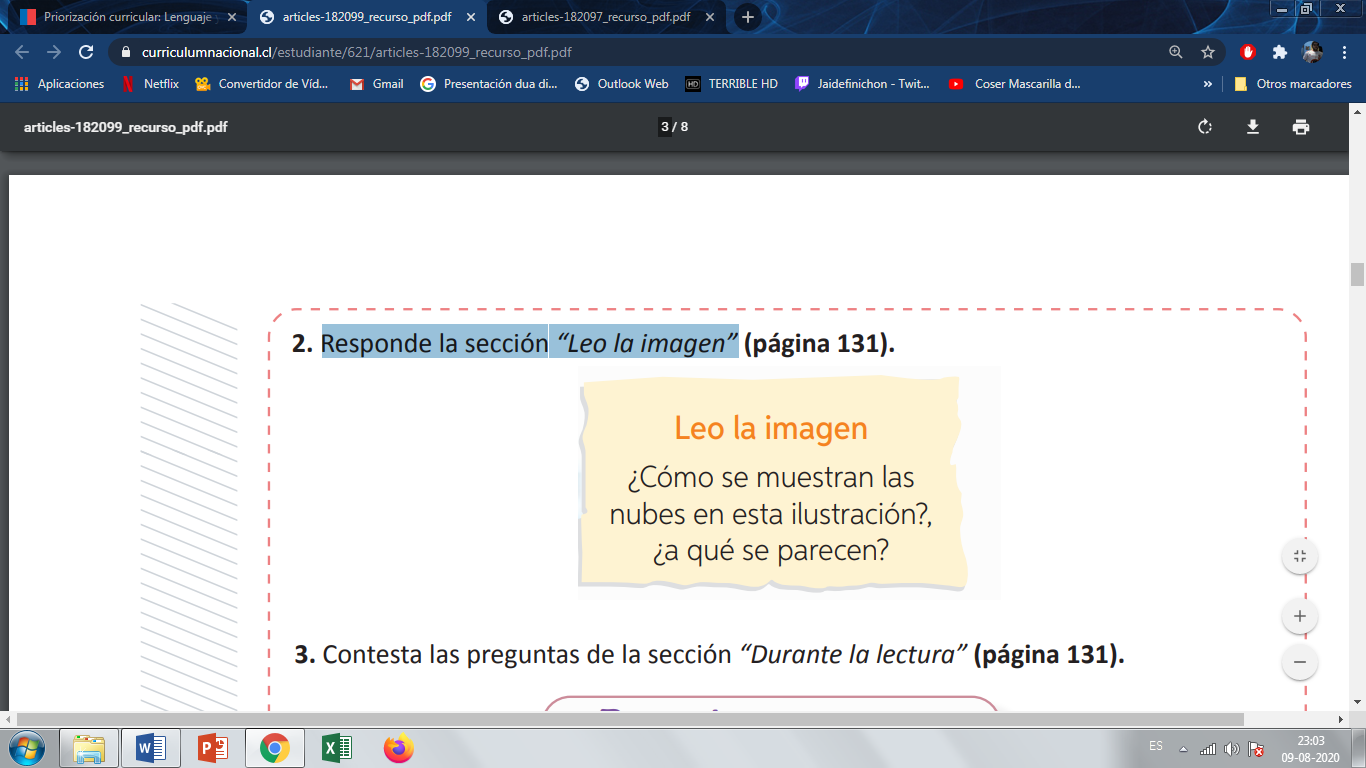 Priorización curricular: Lenguaje
articles-182099_recurso_pdf.pdf
articles-182097_recurso_pdf.pdf
curriculumnacional.cl/estudiante/621/articles-182099_recurso_pdf.pdf
Aplicaciones
Netflix
Convertidor de Víd...
Gmail
Presentación dua di...
Outlook Web
HD
TERRIBLE HD
Jaidefinichon - Twit...
Coser Mascarilla d...
»
Otros marcadores
articles-182099_recurso_pdf.pdf
3 / 8
2. Responde la sección “Leo la imagen” (página 131).
Leo la imagen
¿Cómo se muestran las
nubes en esta ilustración?,
¿a qué se parecen?
3. Contesta las preguntas de la sección “Durante la lectura” (página 131).
ES
23:03
09-08-2020